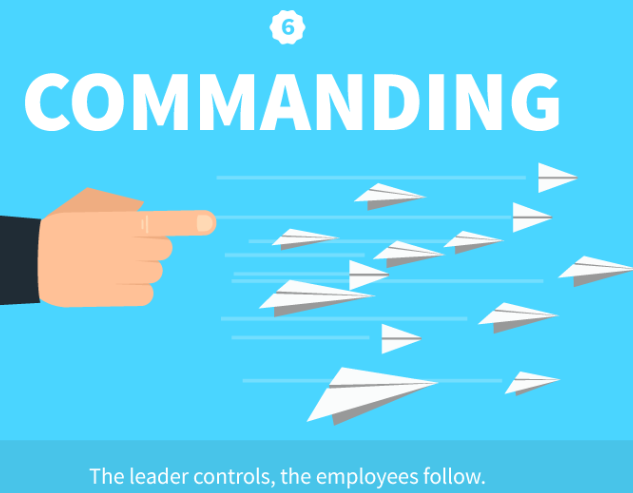 6
COMMANDING
The leader controls, the employees follow.